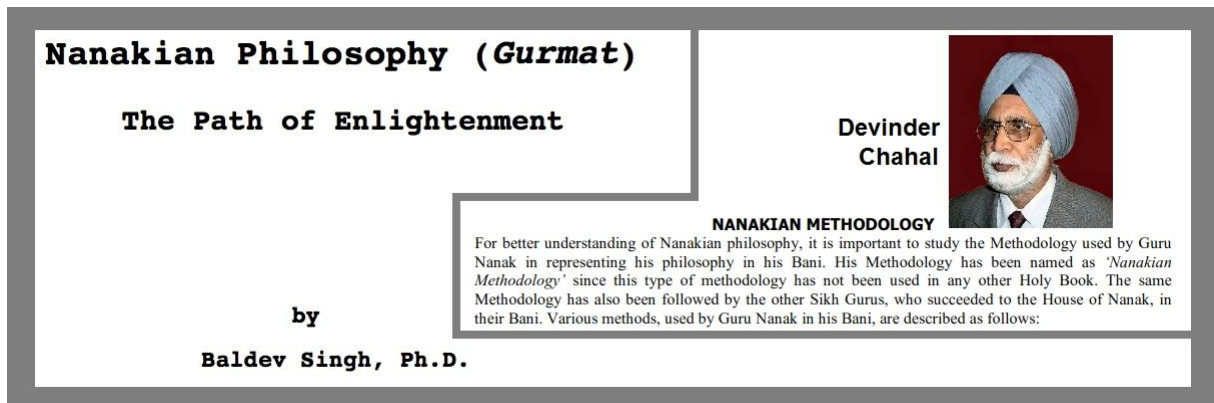 Nanakian Philosophy (Gurmat)
The Path of Enlightenment
by
Baldev Singh, Ph.D.
Devinder
Chahal
NANAKIAN METHODOLOGY
For better understanding of Nanakian philosophy, it is important to study the Methodology used by Guru
Nanak in representing his philosophy in his Bani. His Methodology has been named as ‘Nanakian
Methodology’ since this type of methodology has not been used in any other Holy Book. The same
Methodology has also been followed by the other Sikh Gurus, who succeeded to the House of Nanak, in
their Bani. Various methods, used by Guru Nanak in his Bani, are described as follows: